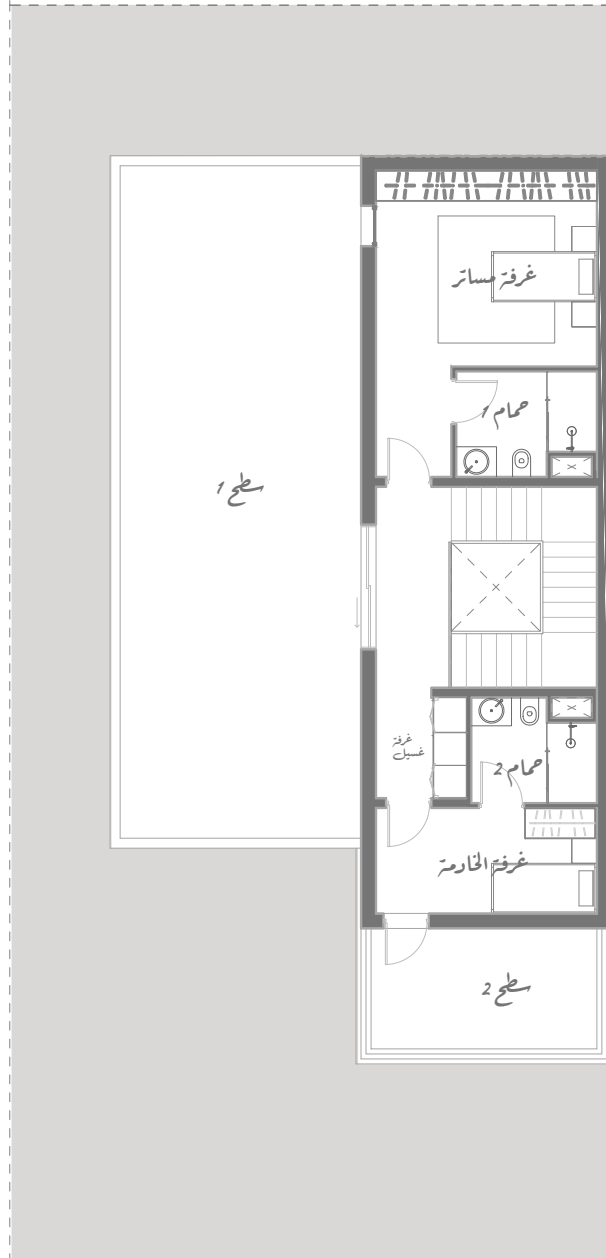 غرفة مساتر
حمام 1
سطح 1
غرفة
غسيل
حمام 2
غرفة الخادمة
سطح 2